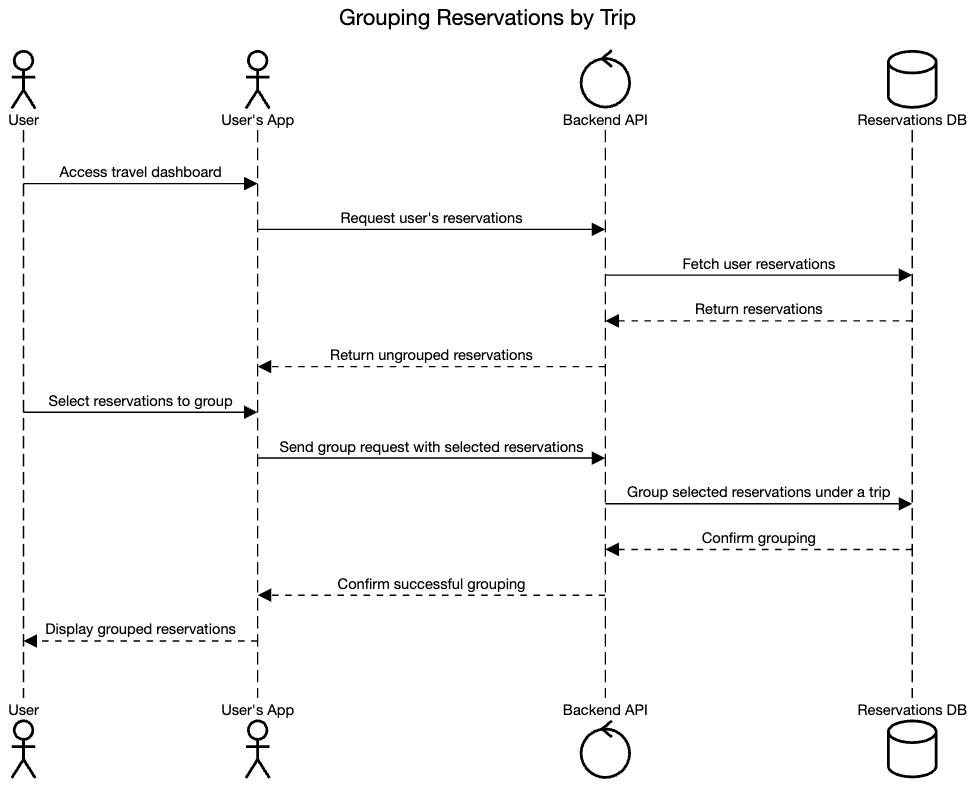 Grouping Reservations by Trip
User
User's App
Backend API
Reservations DB
Access travel dashboard
Request user's reservations
Fetch user reservations
Return reservations
Return ungrouped reservations
Select reservations to group
Send group request with selected reservations
Group selected reservations under a trip
Confirm grouping
Confirm successful grouping
Display grouped reservations
User
User's App
Backend API
Reservations DB